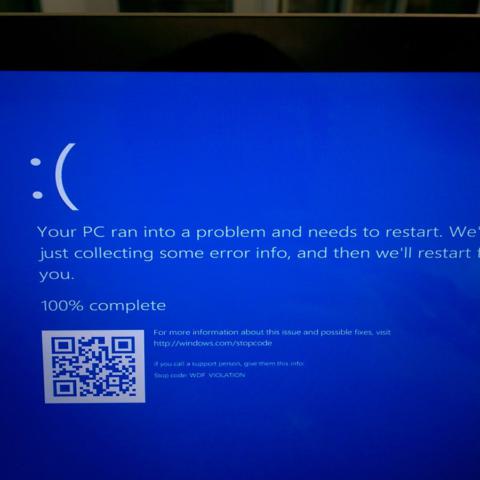 :(
Your PC ran into a problem and needs to restart. We'
just collecting some error info, and then we'll restart f
you.
100% complete
For more information about this issue and possible fixes, visit
http://windows.com/stopcode
If you call a support person, give them this info:
Stop code: WDF_VIOLATION